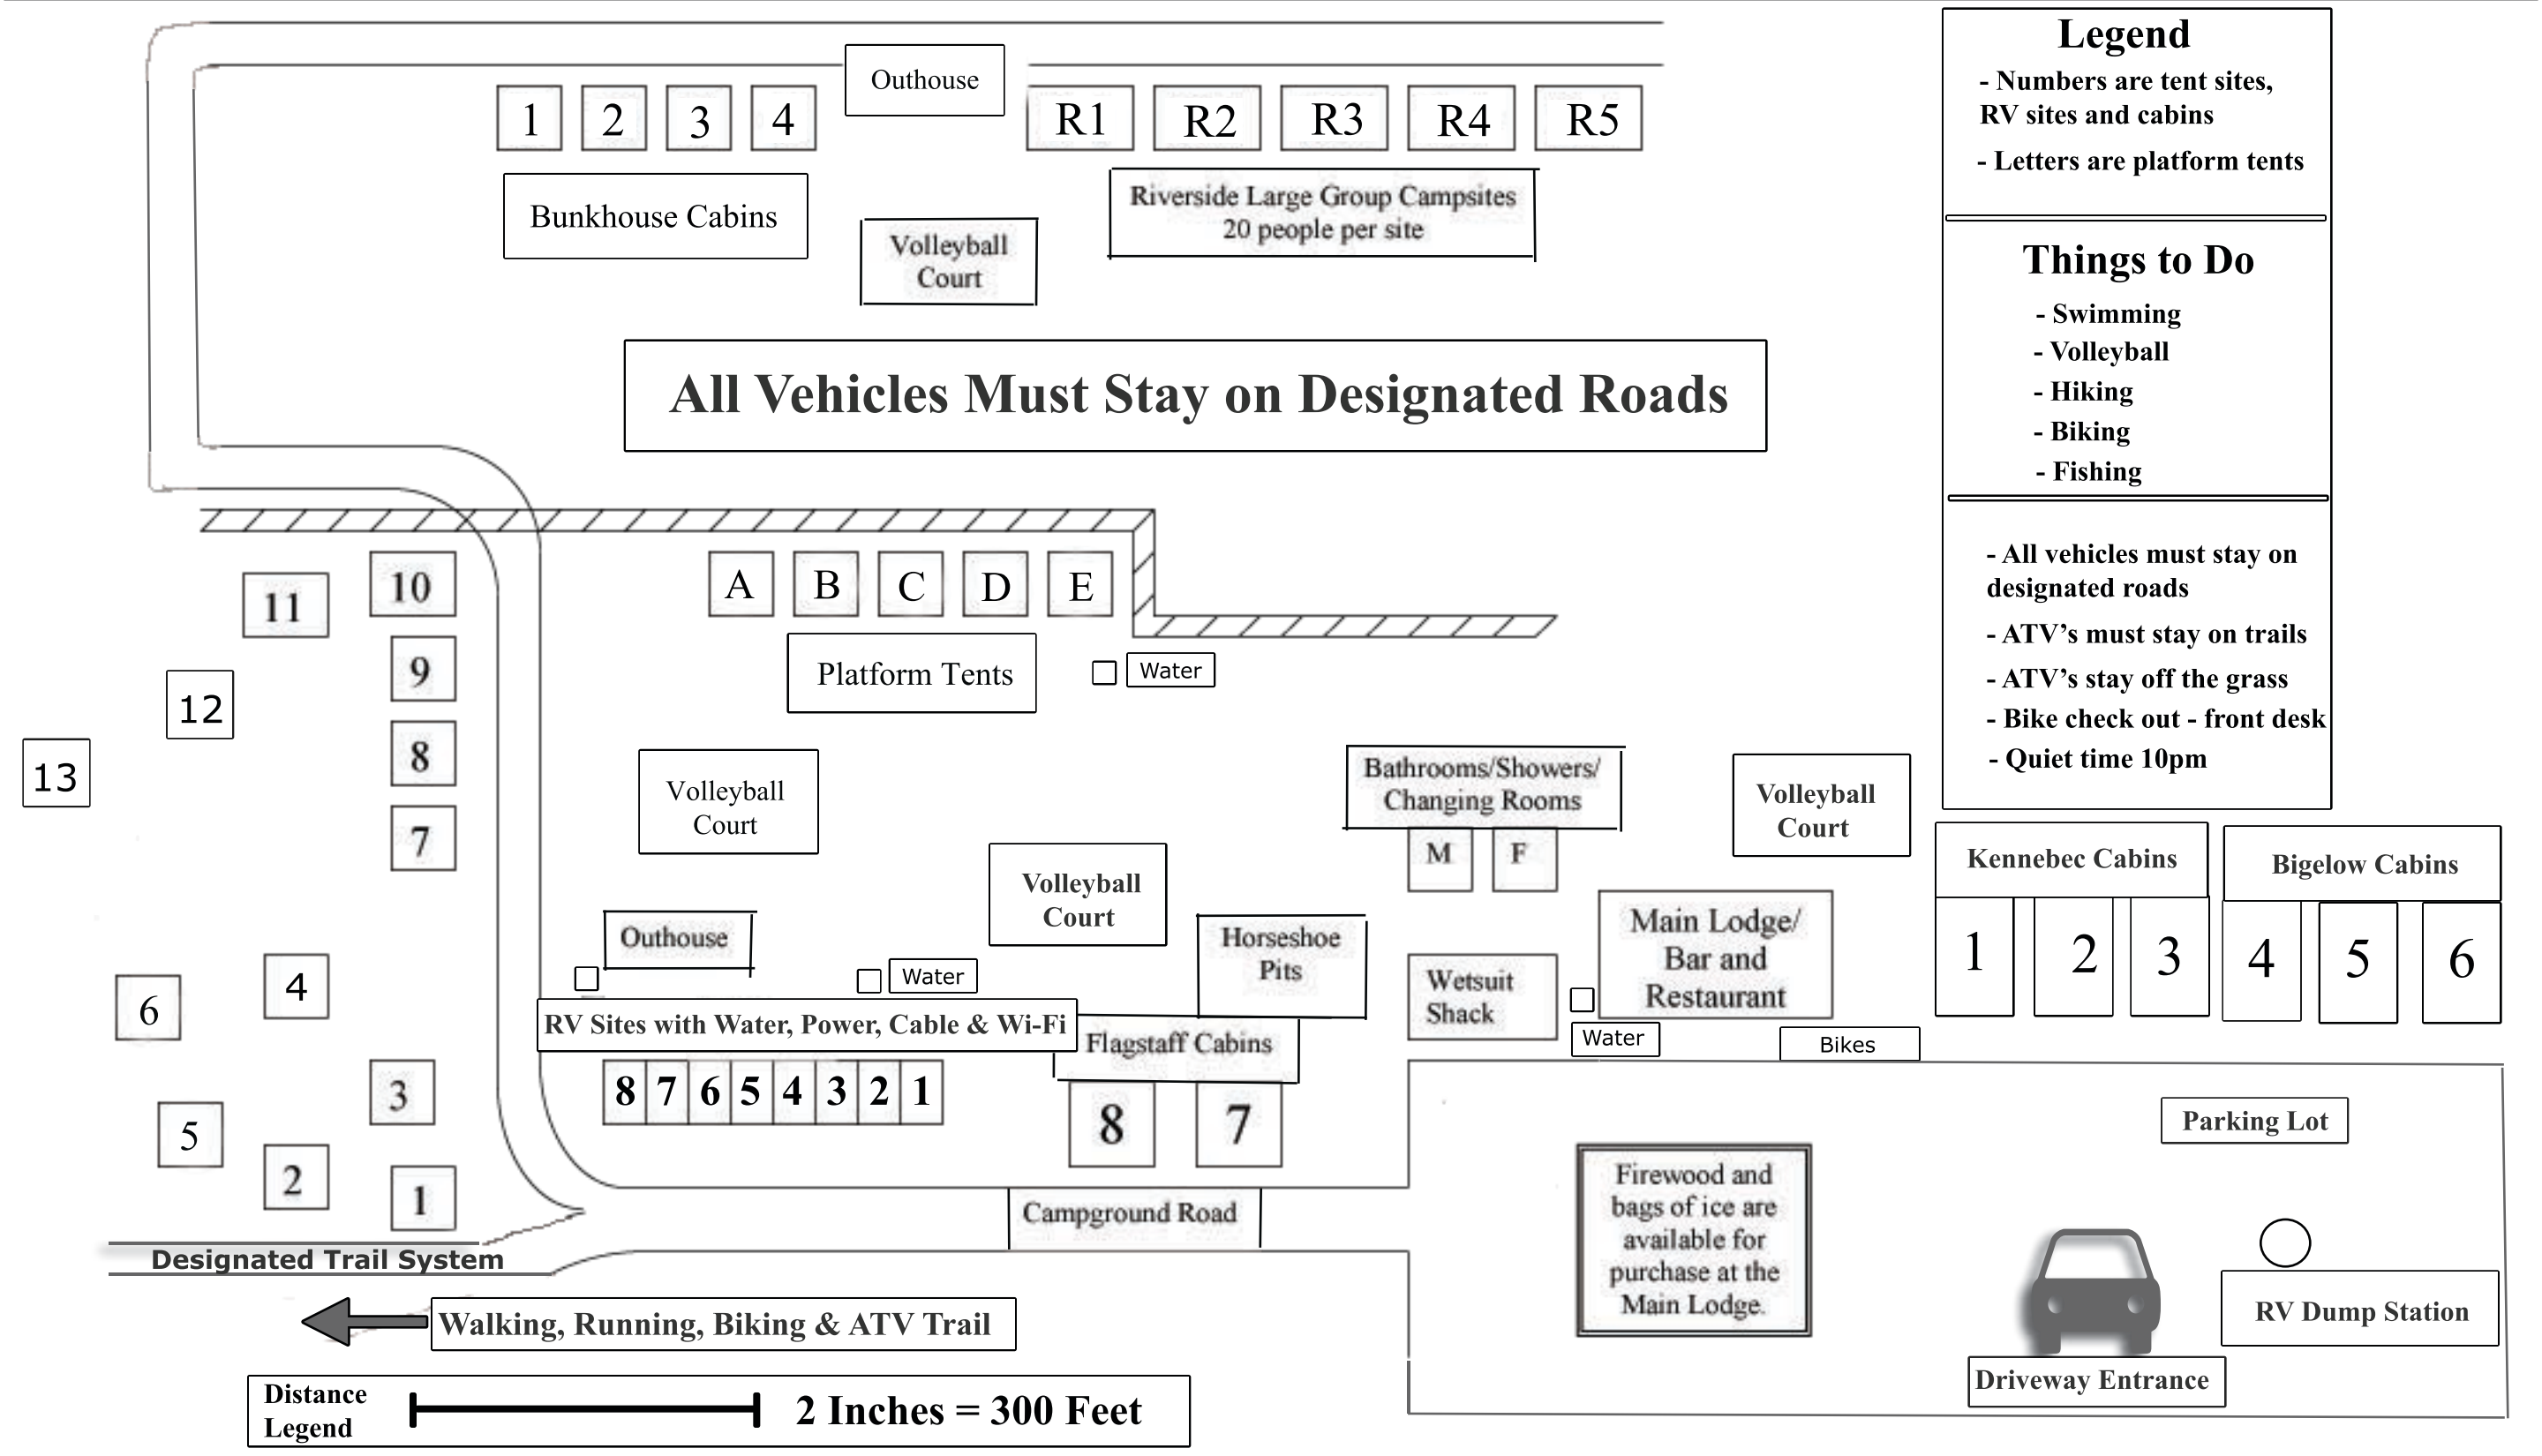 Outhouse
1 2 3 4
R1 R2 R3 R4 R5
Bunkhouse Cabins
Riverside Large Group Campsites
20 people per site
Volleyball
Court
All Vehicles Must Stay on Designated Roads
Legend
- Numbers are tent sites,
RV sites and cabins
- Letters are platform tents
Things to Do
- Swimming
- Volleyball
- Hiking
- Biking
- Fishing
- All vehicles must stay on
designated roads
- ATV’s must stay on trails
- ATV’s stay off the grass
- Bike check out - front desk
- Quiet time 10pm
10
11
9
12
8
13
7
A B C D E
Platform Tents
Water
Volleyball
Court
Volleyball
Court
Bathrooms/Showers/
Changing Rooms
M F
Volleyball
Court
Kennebec Cabins
1 2 3
Bigelow Cabins
4 5 6
Outhouse
Water
Horseshoe
Pits
Wetsuit
Shack
Main Lodge/
Bar and
Restaurant
Water
Bikes
RV Sites with Water, Power, Cable & Wi-Fi
8 7 6 5 4 3 2 1
Flagstaff Cabins
8 7
4
6
3
5
2
1
Parking Lot
Firewood and
bags of ice are
available for
purchase at the
Main Lodge.
Campground Road
Designated Trail System
Walking, Running, Biking & ATV Trail
RV Dump Station
Driveway Entrance
Distance
Legend
2 Inches = 300 Feet